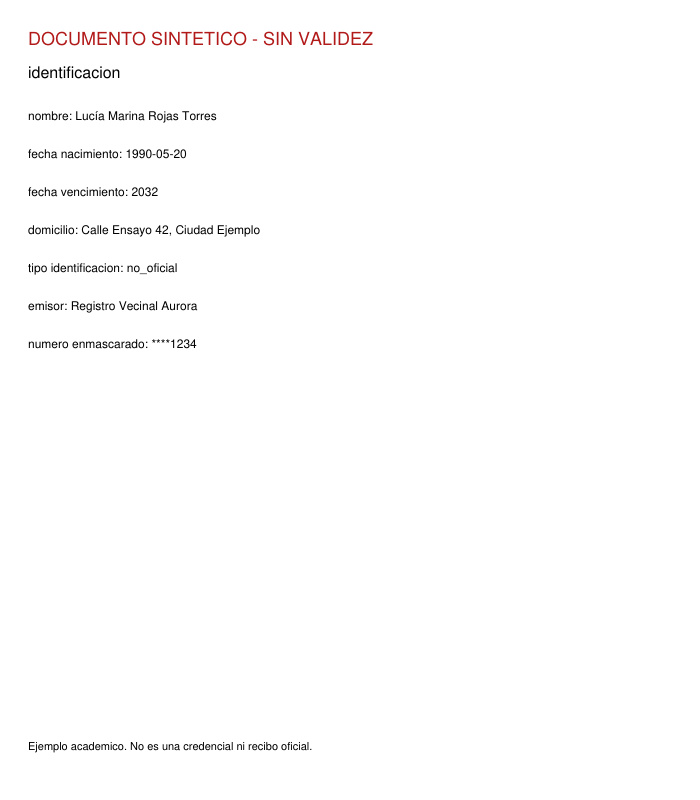 DOCUMENTO SINTETICO - SIN VALIDEZ
identificacion
nombre: Lucía Marina Rojas Torres
fecha nacimiento: 1990-05-20
fecha vencimiento: 2032
domicilio: Calle Ensayo 42, Ciudad Ejemplo
tipo identificacion: no_oficial
emisor: Registro Vecinal Aurora
numero enmascarado: ****1234
Ejemplo academico. No es una credencial ni recibo oficial.